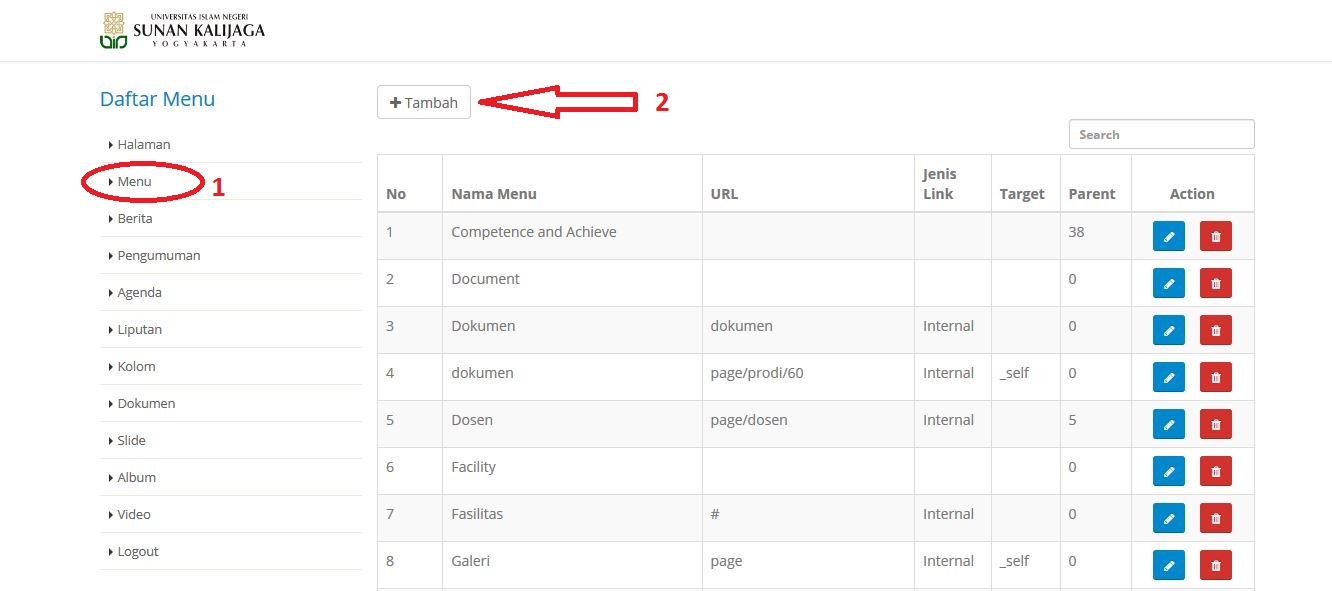 UNIVERSITAS ISLAM NEGERI
SUNAN KALIJAGA
YOGYAKARTA
Daftar Menu
Halaman
Menu 1
Berita
Pengumuman
Agenda
Liputan
Kolom
Dokumen
Slide
Album
Video
Logout
Tambah 2
Search
No Nama Menu URL Jenis Link Target Parent Action
1 Competence and Achieve 38
2 Document 0
3 Dokumen dokumen Internal 0
4 dokumen page/prodi/60 Internal _self 0
5 Dosen page/dosen Internal 5
6 Facility 0
7 Fasilitas # Internal 0
8 Galeri page Internal _self 0